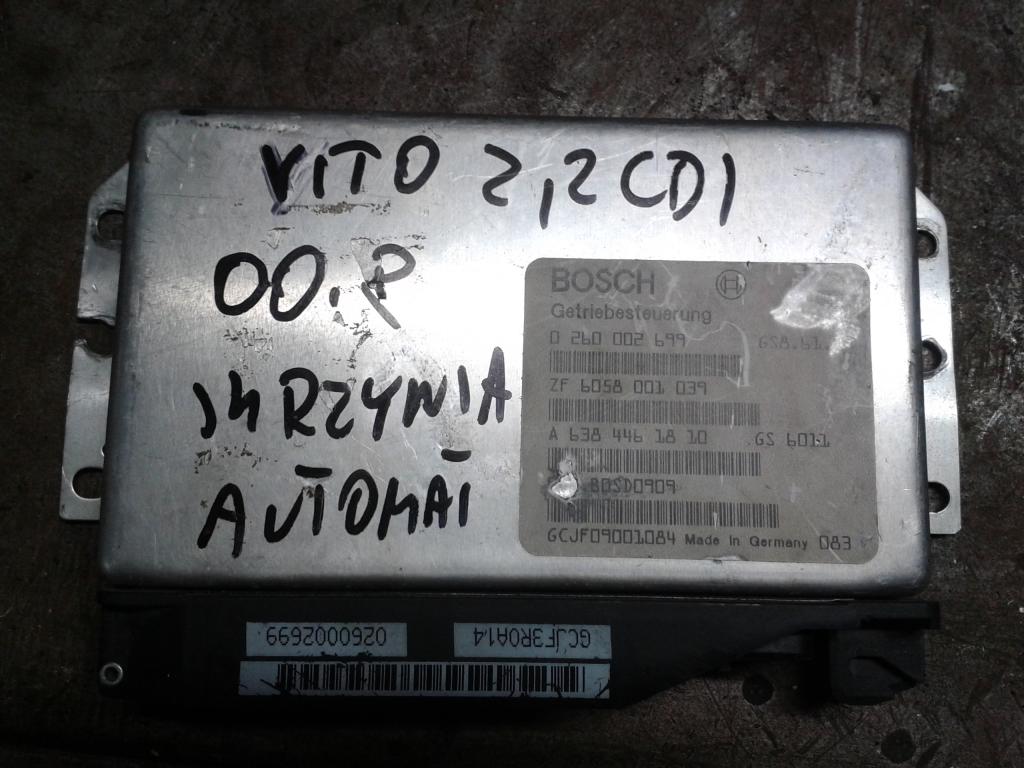 VITO 2,2 CDI
00.R
SKRZYNIA
AUTOMAT
BOSCH
Getriebesteuerung
0 260 002 699
ZF 6058 001 039
A 638 446 18 10 GS 6011
GCJF09001084 Made in Germany 083
0260002699 GCJF3R0A14